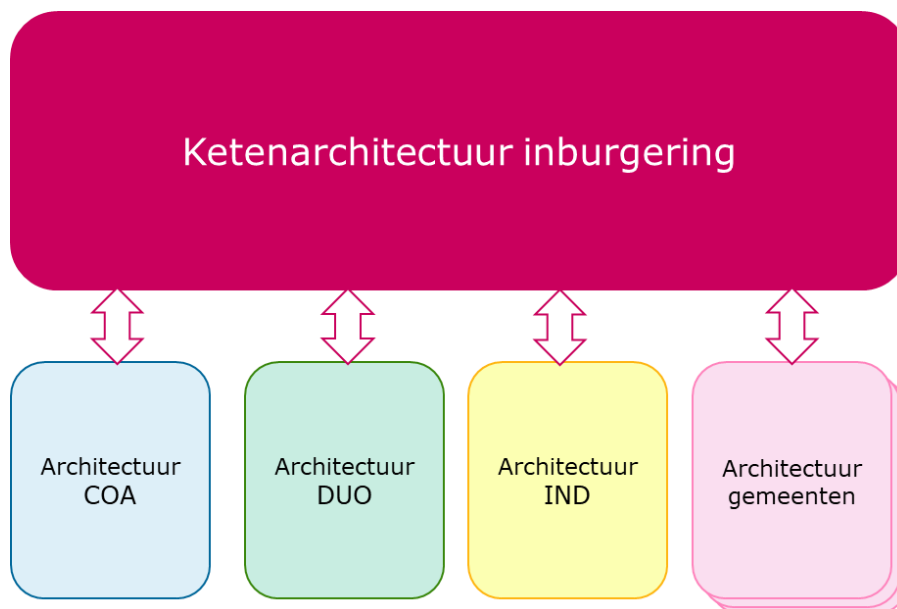 Ketenarchitectuur inburgering
Architectuur
COA
Architectuur
DUO
Architectuur
IND
Architectuur
gemeenten